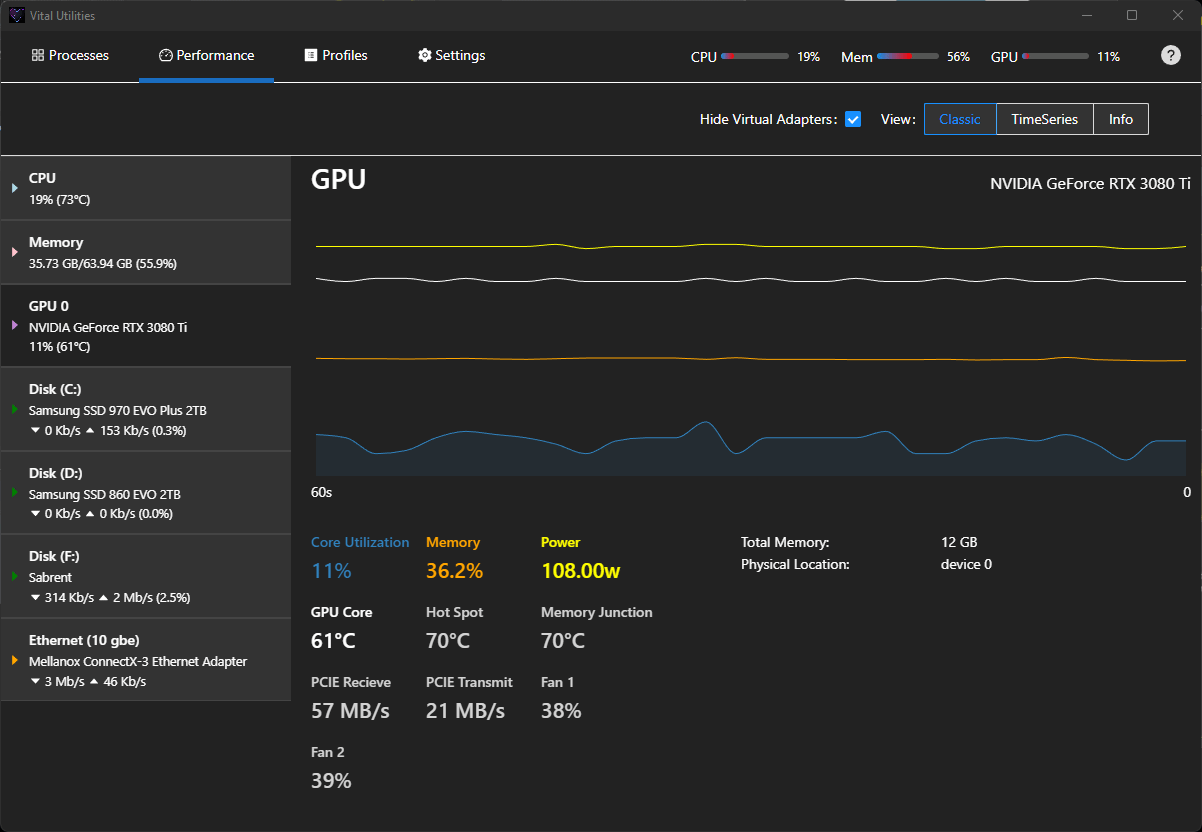 Vital Utilities
Processes
Performance
Profiles
Settings
CPU 19%
Mem 56%
GPU 11%
?
Hide Virtual Adapters:
View: Classic TimeSeries Info
CPU
19% (73°C)
Memory
35.73 GB/63.94 GB (55.9%)
GPU 0
NVIDIA GeForce RTX 3080 Ti
11% (61°C)
Disk (C:)
Samsung SSD 970 EVO Plus 2TB
0 Kb/s 153 Kb/s (0.3%)
Disk (D:)
Samsung SSD 860 EVO 2TB
0 Kb/s 0 Kb/s (0.0%)
Disk (F:)
Sabrent
314 Kb/s 2 Mb/s (2.5%)
Ethernet (10 gbe)
Mellanox ConnectX-3 Ethernet Adapter
3 Mb/s 46 Kb/s
GPU
NVIDIA GeForce RTX 3080 Ti
60s 0
Core Utilization Memory Power
11% 36.2% 108.00w
GPU Core Hot Spot Memory Junction
61°C 70°C 70°C
PCIE Recieve PCIE Transmit Fan 1
57 MB/s 21 MB/s 38%
Fan 2
39%
Total Memory: 12 GB
Physical Location: device 0